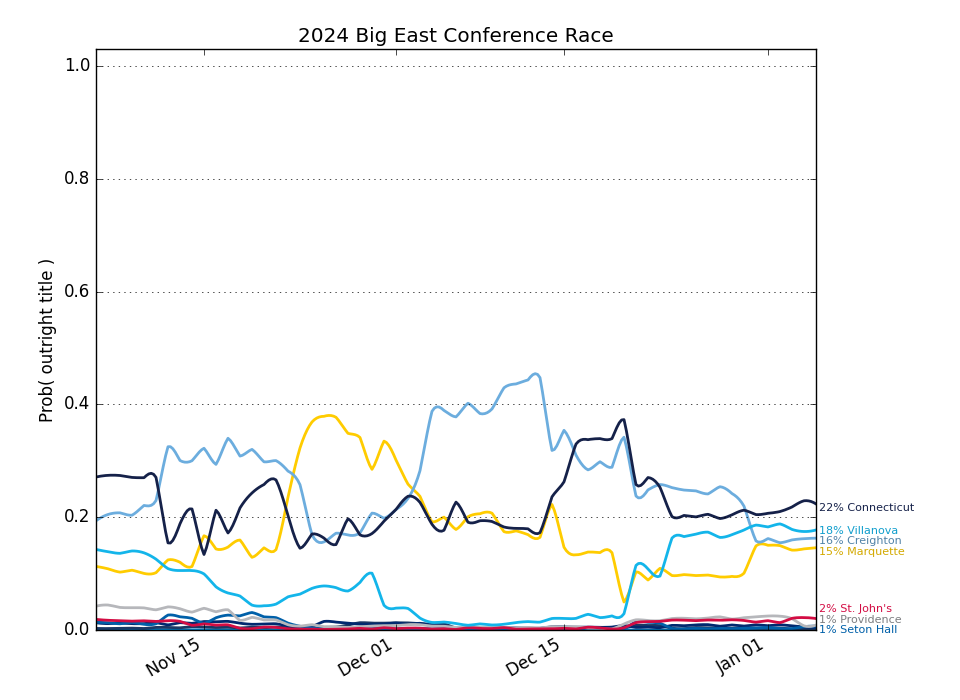 2024 Big East Conference Race
1.0
0.8
0.6
0.4
0.2
0.0
Prob( outright title )
22% Connecticut
18% Villanova
16% Creighton
15% Marquette
2% St. John's
1% Providence
1% Seton Hall
Nov 15
Dec 01
Dec 15
Jan 01